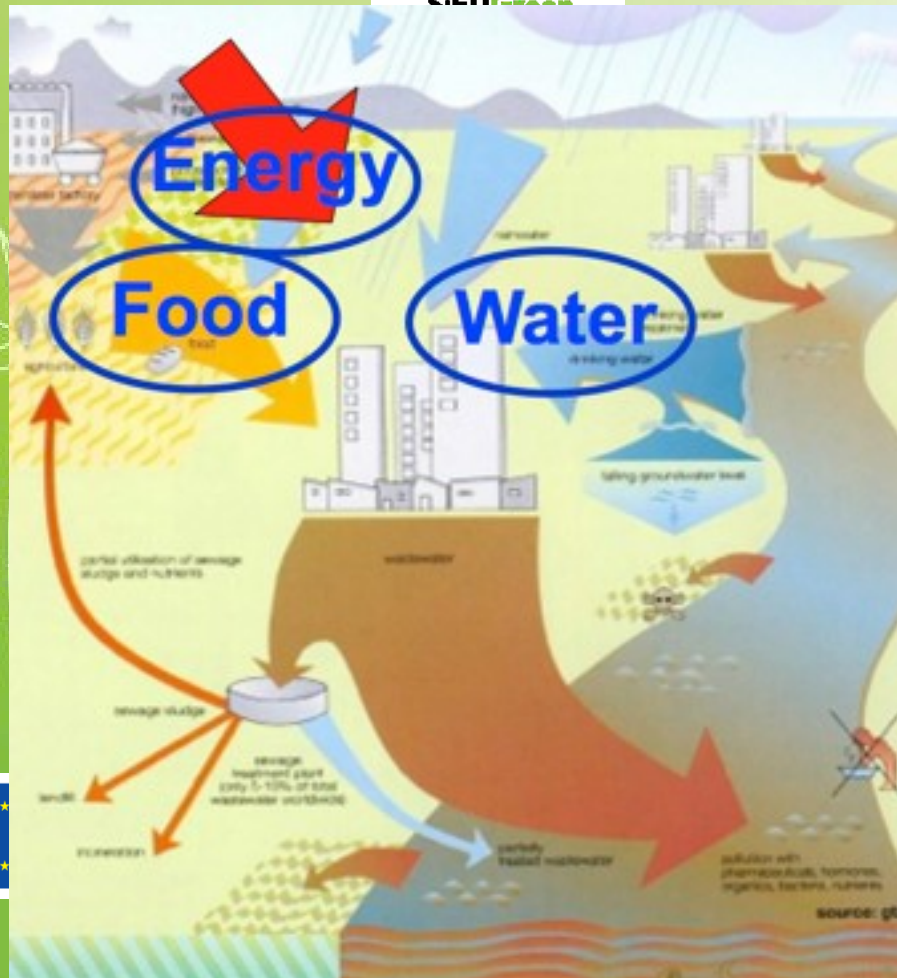 SiEUGreen
Energy
Food
Water
rainwater
food
drinking water
falling groundwater level
partial utilisation of sewage
sludge and nutrients
wastewater
sewage sludge
sewage
treatment plant
(only 5-10% of total
wastewater worldwide)
landfill
incineration
partially
treated wastewater
pollution with
pharmaceuticals, hormones,
organics, bacteria, nutrients
source: gt